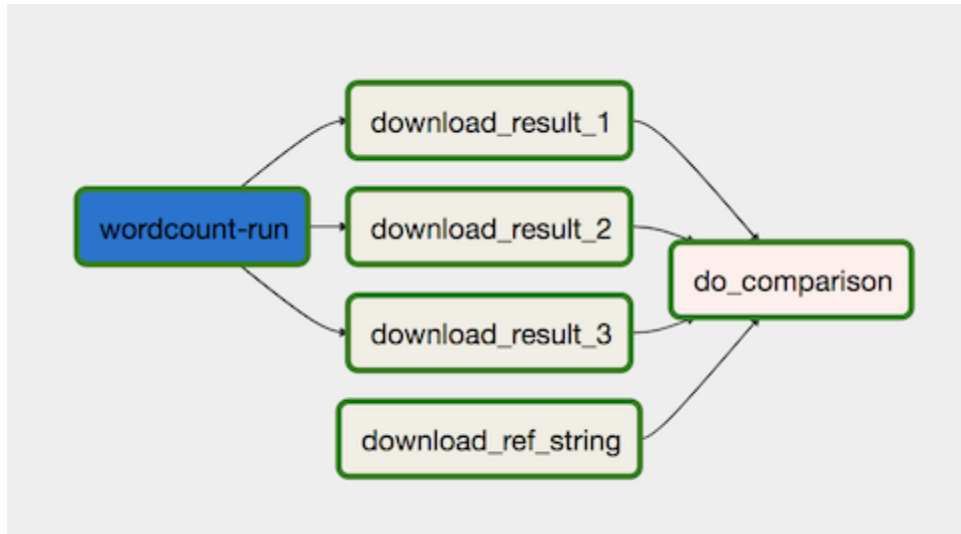 download_result_1
wordcount-run
download_result_2
do_comparison
download_result_3
download_ref_string